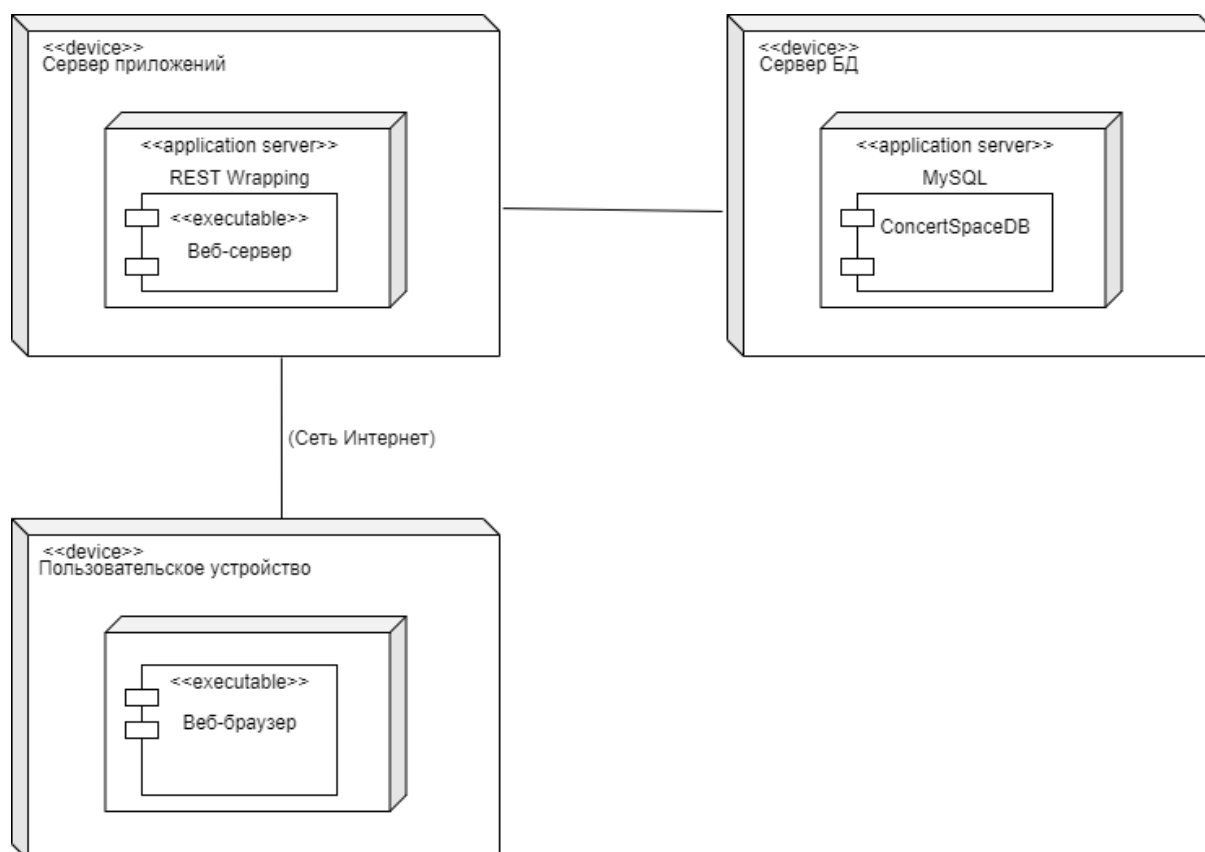 <<device>>
Сервер приложений
<<application server>>
REST Wrapping
<<executable>>
Веб-сервер
<<device>>
Сервер БД
<<application server>>
MySQL
ConcertSpaceDB
(Сеть Интернет)
<<device>>
Пользовательское устройство
<<executable>>
Веб-браузер